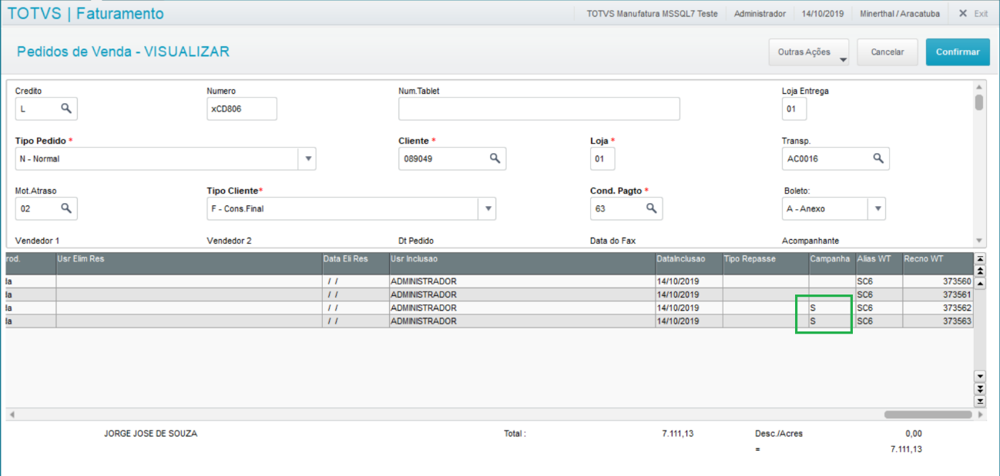 TOTVS | Faturamento TOTVS Manufatura MSSQL7 Teste Administrador 14/10/2019 Minerthal / Aracatuba X Exit
Pedidos de Venda - VISUALIZAR Outras Ações Cancelar Confirmar
Credito Numero Num.Tablet Loja Entrega
L xCD806 01
Tipo Pedido * Cliente * Loja * Transp.
N - Normal 089049 01 AC0016
Mot.Atraso Tipo Cliente* Cond. Pagto * Boleto:
02 F - Cons.Final 63 A - Anexo
Vendedor 1 Vendedor 2 Dt Pedido Data do Fax Acompanhante
rod. Usr Elim Res Data Eli Res Usr Inclusao DataInclusao Tipo Repasse Campanha Alias WT Recno WT
da / / ADMINISTRADOR 14/10/2019 SC6 373560
da / / ADMINISTRADOR 14/10/2019 SC6 373561
da / / ADMINISTRADOR 14/10/2019 S SC6 373562
da / / ADMINISTRADOR 14/10/2019 S SC6 373563
JORGE JOSE DE SOUZA Total : 7.111,13 Desc./Acres 0,00
= 7.111,13